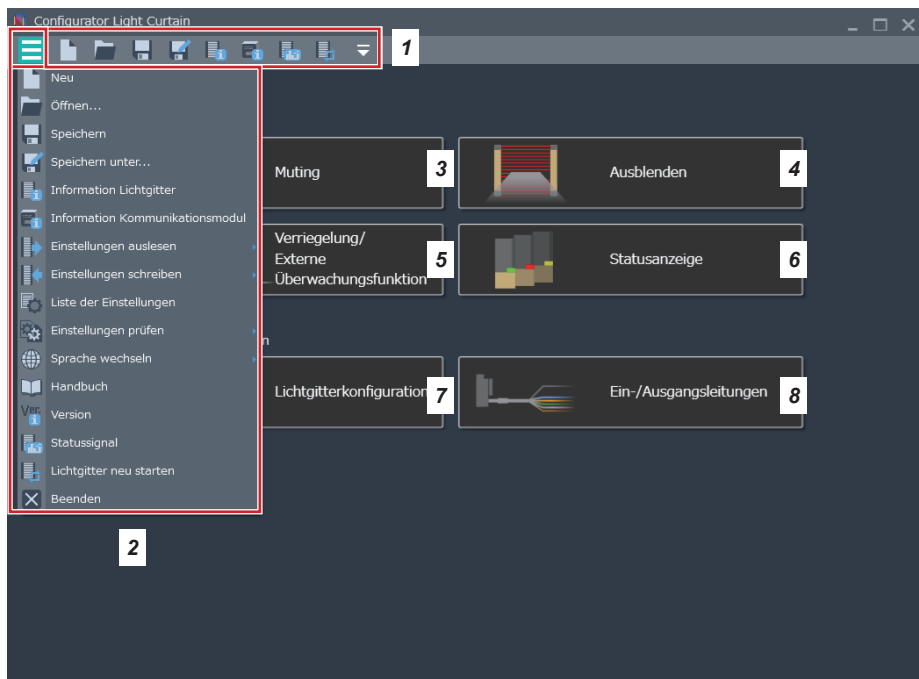 Configurator Light Curtain
1
Neu
Öffnen...
Speichern
Speichern unter...
Information Lichtgitter
Information Kommunikationsmodul
Einstellungen auslesen
Einstellungen schreiben
Liste der Einstellungen
Einstellungen prüfen
Sprache wechseln
Handbuch
Ver.
Version
Statussignal
Lichtgitter neu starten
Beenden
2
Muting
3
Ausblenden
4
Verriegelung/
Externe
Überwachungsfunktion
5
Statusanzeige
6
n
Lichtgitterkonfiguration
7
Ein-/Ausgangsleitungen
8